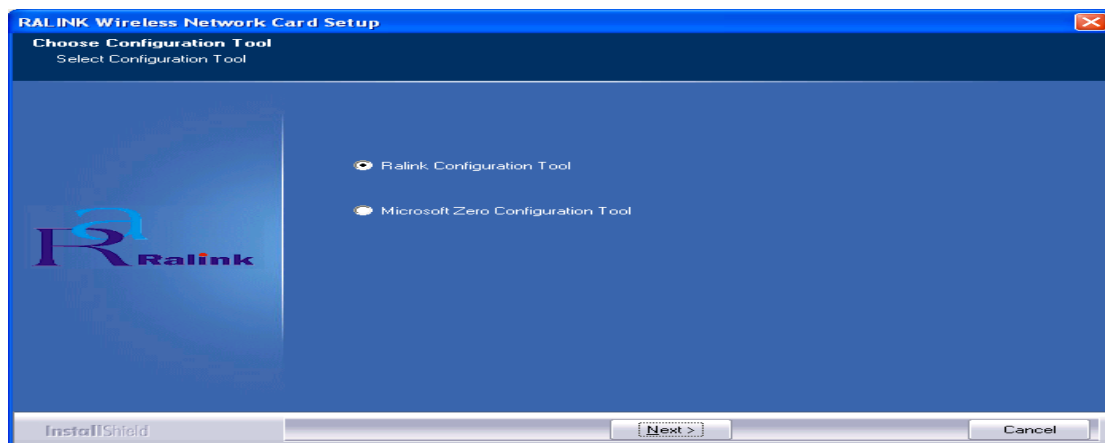 RALINK Wireless Network Card Setup
Choose Configuration Tool
Select Configuration Tool
Ralink Configuration Tool
Microsoft Zero Configuration Tool
Ra
Ralink
InstallShield
Next >
Cancel